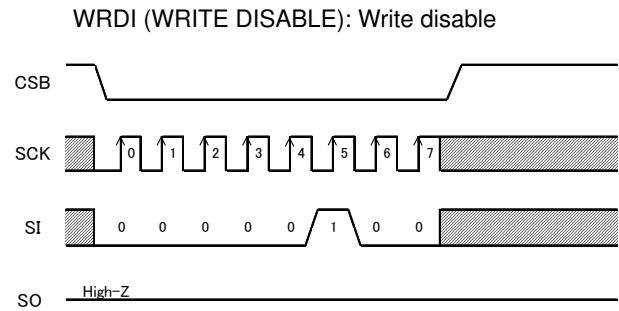 WRDI (WRITE DISABLE): Write disable
CSB
SCK 0 1 2 3 4 5 6 7
SI 0 0 0 0 0 1 0 0
High-Z
SO